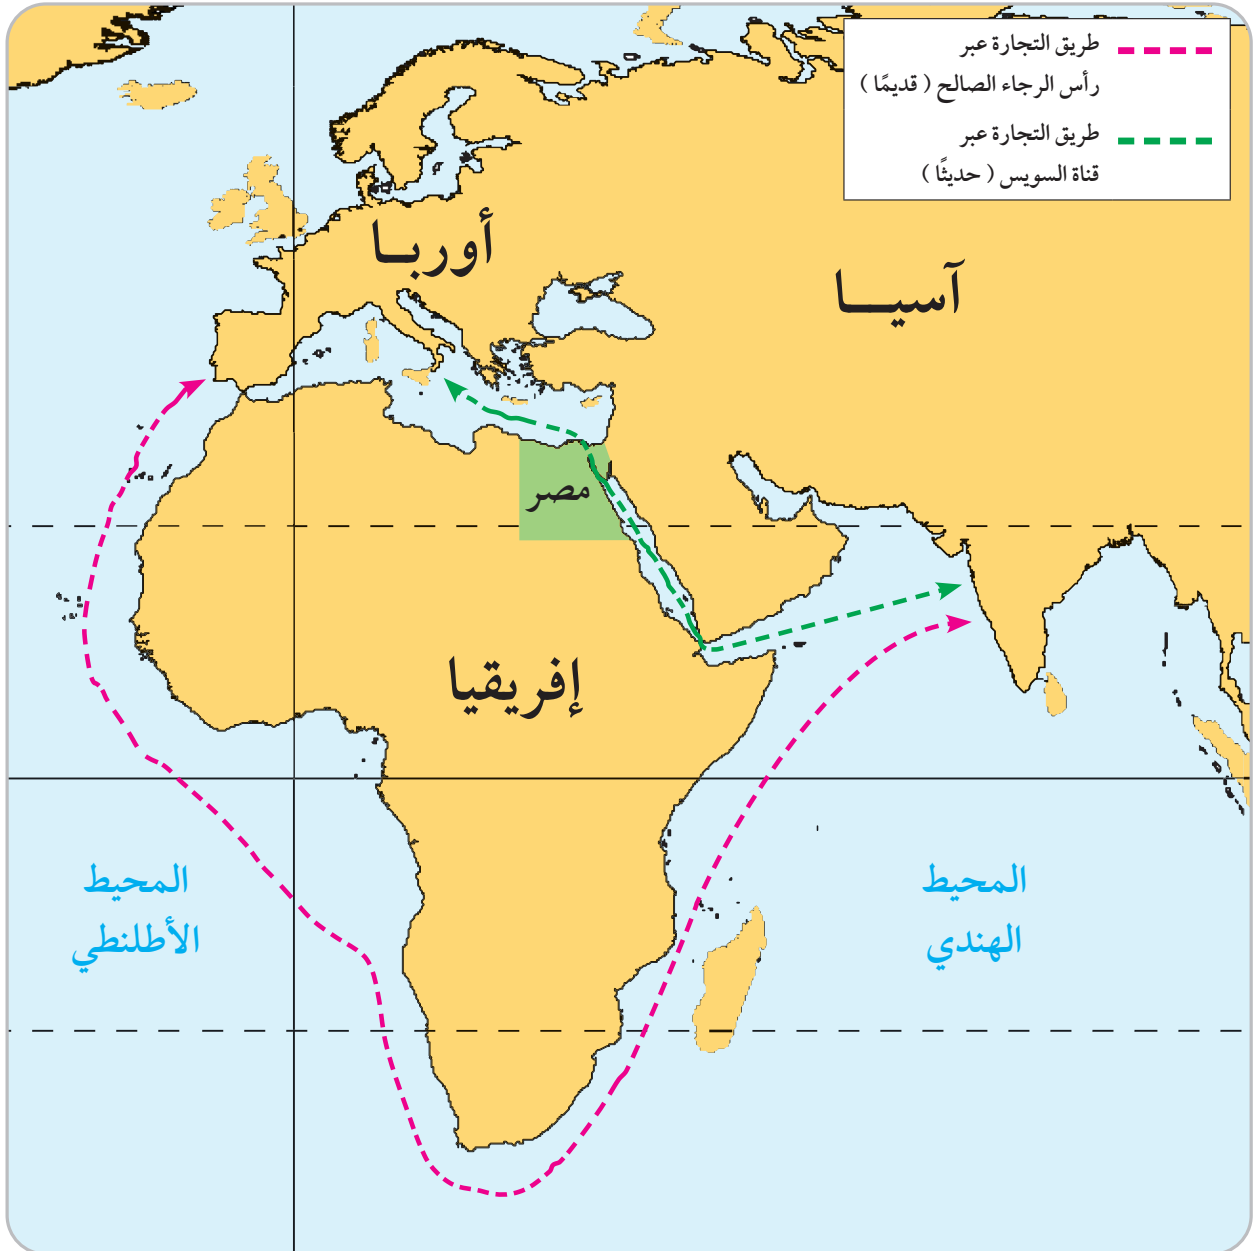 طريق التجارة عبر
رأس الرجاء الصالح ( قديمًا )
طريق التجارة عبر
قناة السويس ( حديثًا )
أوربـا
آسيـــا
مصر
إفريقيا
المحيط
الأطلنطي
المحيط
الهندي